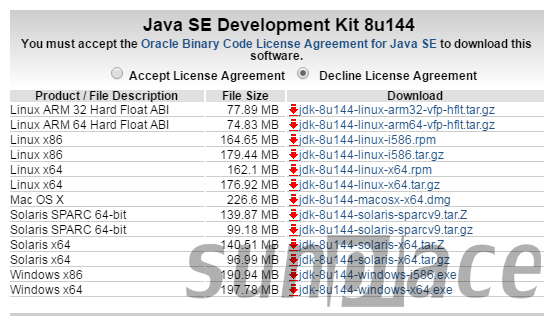 Java SE Development Kit 8u144
You must accept the Oracle Binary Code License Agreement for Java SE to download this
software.
Accept License Agreement Decline License Agreement
Product / File Description File Size Download
Linux ARM 32 Hard Float ABI 77.89 MB jdk-8u144-linux-arm32-vfp-hflt.tar.gz
Linux ARM 64 Hard Float ABI 74.83 MB jdk-8u144-linux-arm64-vfp-hflt.tar.gz
Linux x86 164.65 MB jdk-8u144-linux-i586.rpm
Linux x86 179.44 MB jdk-8u144-linux-i586.tar.gz
Linux x64 162.1 MB jdk-8u144-linux-x64.rpm
Linux x64 176.92 MB jdk-8u144-linux-x64.tar.gz
Mac OS X 226.6 MB jdk-8u144-macosx-x64.dmg
Solaris SPARC 64-bit 139.87 MB jdk-8u144-solaris-sparcv9.tar.Z
Solaris SPARC 64-bit 99.18 MB jdk-8u144-solaris-sparcv9.tar.gz
Solaris x64 140.51 MB jdk-8u144-solaris-x64.tar.Z
Solaris x64 96.99 MB jdk-8u144-solaris-x64.tar.gz
Windows x86 190.94 MB jdk-8u144-windows-i586.exe
Windows x64 197.78 MB jdk-8u144-windows-x64.exe